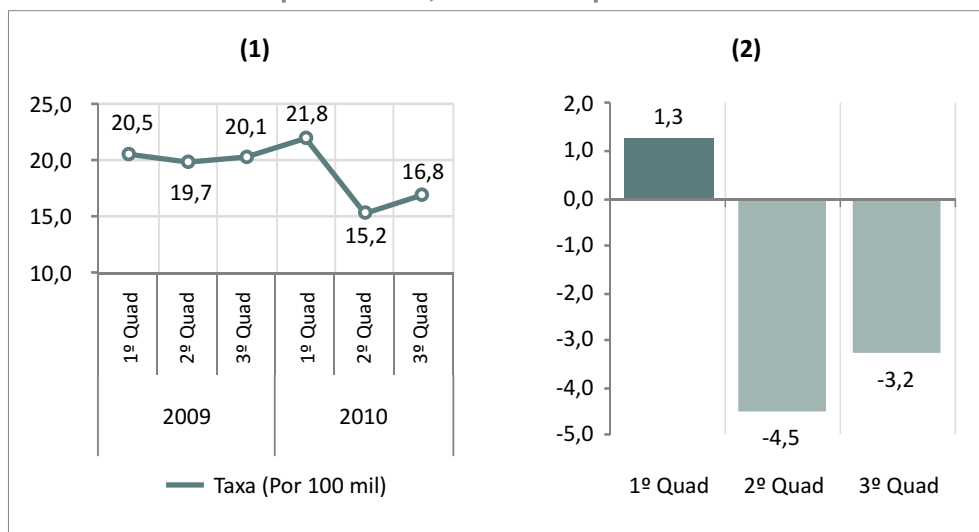 (1)
25,0
20,0
15,0
10,0
20,5
19,7
20,1
21,8
15,2
16,8
1º Quad
2º Quad
3º Quad
1º Quad
2º Quad
3º Quad
2009
2010
Taxa (Por 100 mil)
(2)
2,0
1,0
0,0
-1,0
-2,0
-3,0
-4,0
-5,0
1,3
-4,5
-3,2
1º Quad
2º Quad
3º Quad